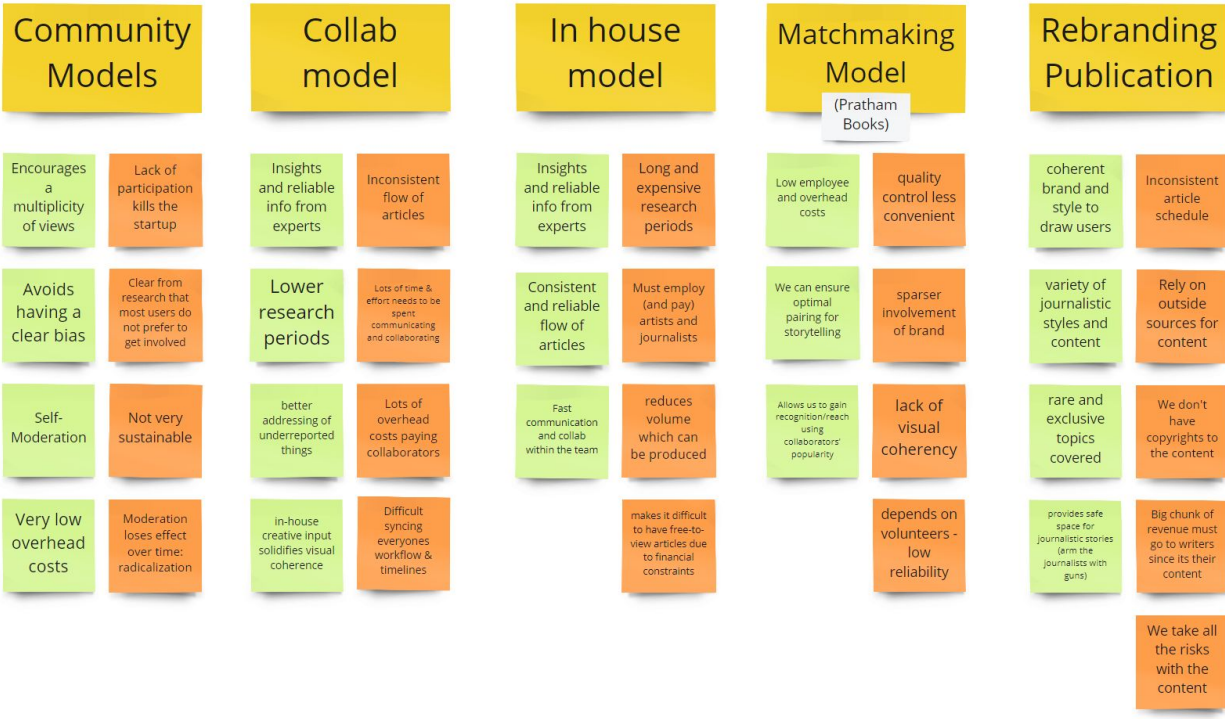 Community
Models
Encourages
a
multiplicity
of views
Lack of
participation
kills the
startup
Avoids
having a
clear bias
Clear from
research that
most users do
not prefer to
get involved
Self-
Moderation
Not very
sustainable
Very low
overhead
costs
Moderation
loses effect
over time:
radicalization
Collab
model
Insights
and reliable
info from
experts
Inconsistent
flow of
articles
Lower
research
periods
Lots of time &
effort needs to be
spent
communicating
and collaborating
better
addressing of
underreported
things
Lots of
overhead
costs paying
collaborators
in-house
creative input
solidifies visual
coherence
Difficult
syncing
everyones
workflow &
timelines
In house
model
Insights
and reliable
info from
experts
Long and
expensive
research
periods
Consistent
and reliable
flow of
articles
Must employ
(and pay)
artists and
journalists
Fast
communication
and collab
within the team
reduces
volume
which can
be produced
makes it difficult
to have free-to-
view articles due
to financial
constraints
Matchmaking
Model
(Pratham
Books)
Low employee
and overhead
costs
quality
control less
convenient
We can ensure
optimal
pairing for
storytelling
sparser
involvement
of brand
Allows us to gain
recognition/reach
using
collaborators'
popularity
lack of
visual
coherency
depends on
volunteers -
low
reliability
Rebranding
Publication
coherent
brand and
style to
draw users
Inconsistent
article
schedule
variety of
journalistic
styles and
content
Rely on
outside
sources for
content
rare and
exclusive
topics
covered
We don't
have
copyrights to
the content
provides safe
space for
journalistic stories
(arm the
journalists with
guns)
Big chunk of
revenue must
go to writers
since its their
content
We take all
the risks
with the
content